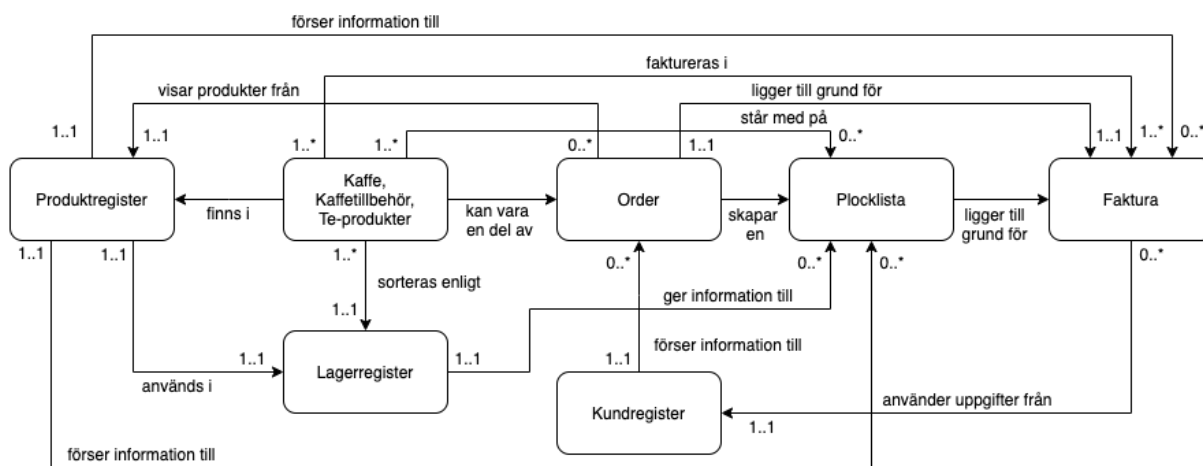 förser information till
faktureras i
visar produkter från
ligger till grund för
står med på
1..1
1..1
1..*
1..*
0..*
1..1
0..*
1..1
1..*
0..*
Produktregister
finns i
Kaffe,
Kaffetillbehör,
Te-produkter
kan vara
en del av
Order
skapar
en
Plocklista
ligger till
grund för
Faktura
1..1
1..1
1..*
0..*
0..*
0..*
0..*
sorteras enligt
ger information till
1..1
1..1
Lagerregister
1..1
1..1
förser information till
används i
Kundregister
1..1
använder uppgifter från
förser information till